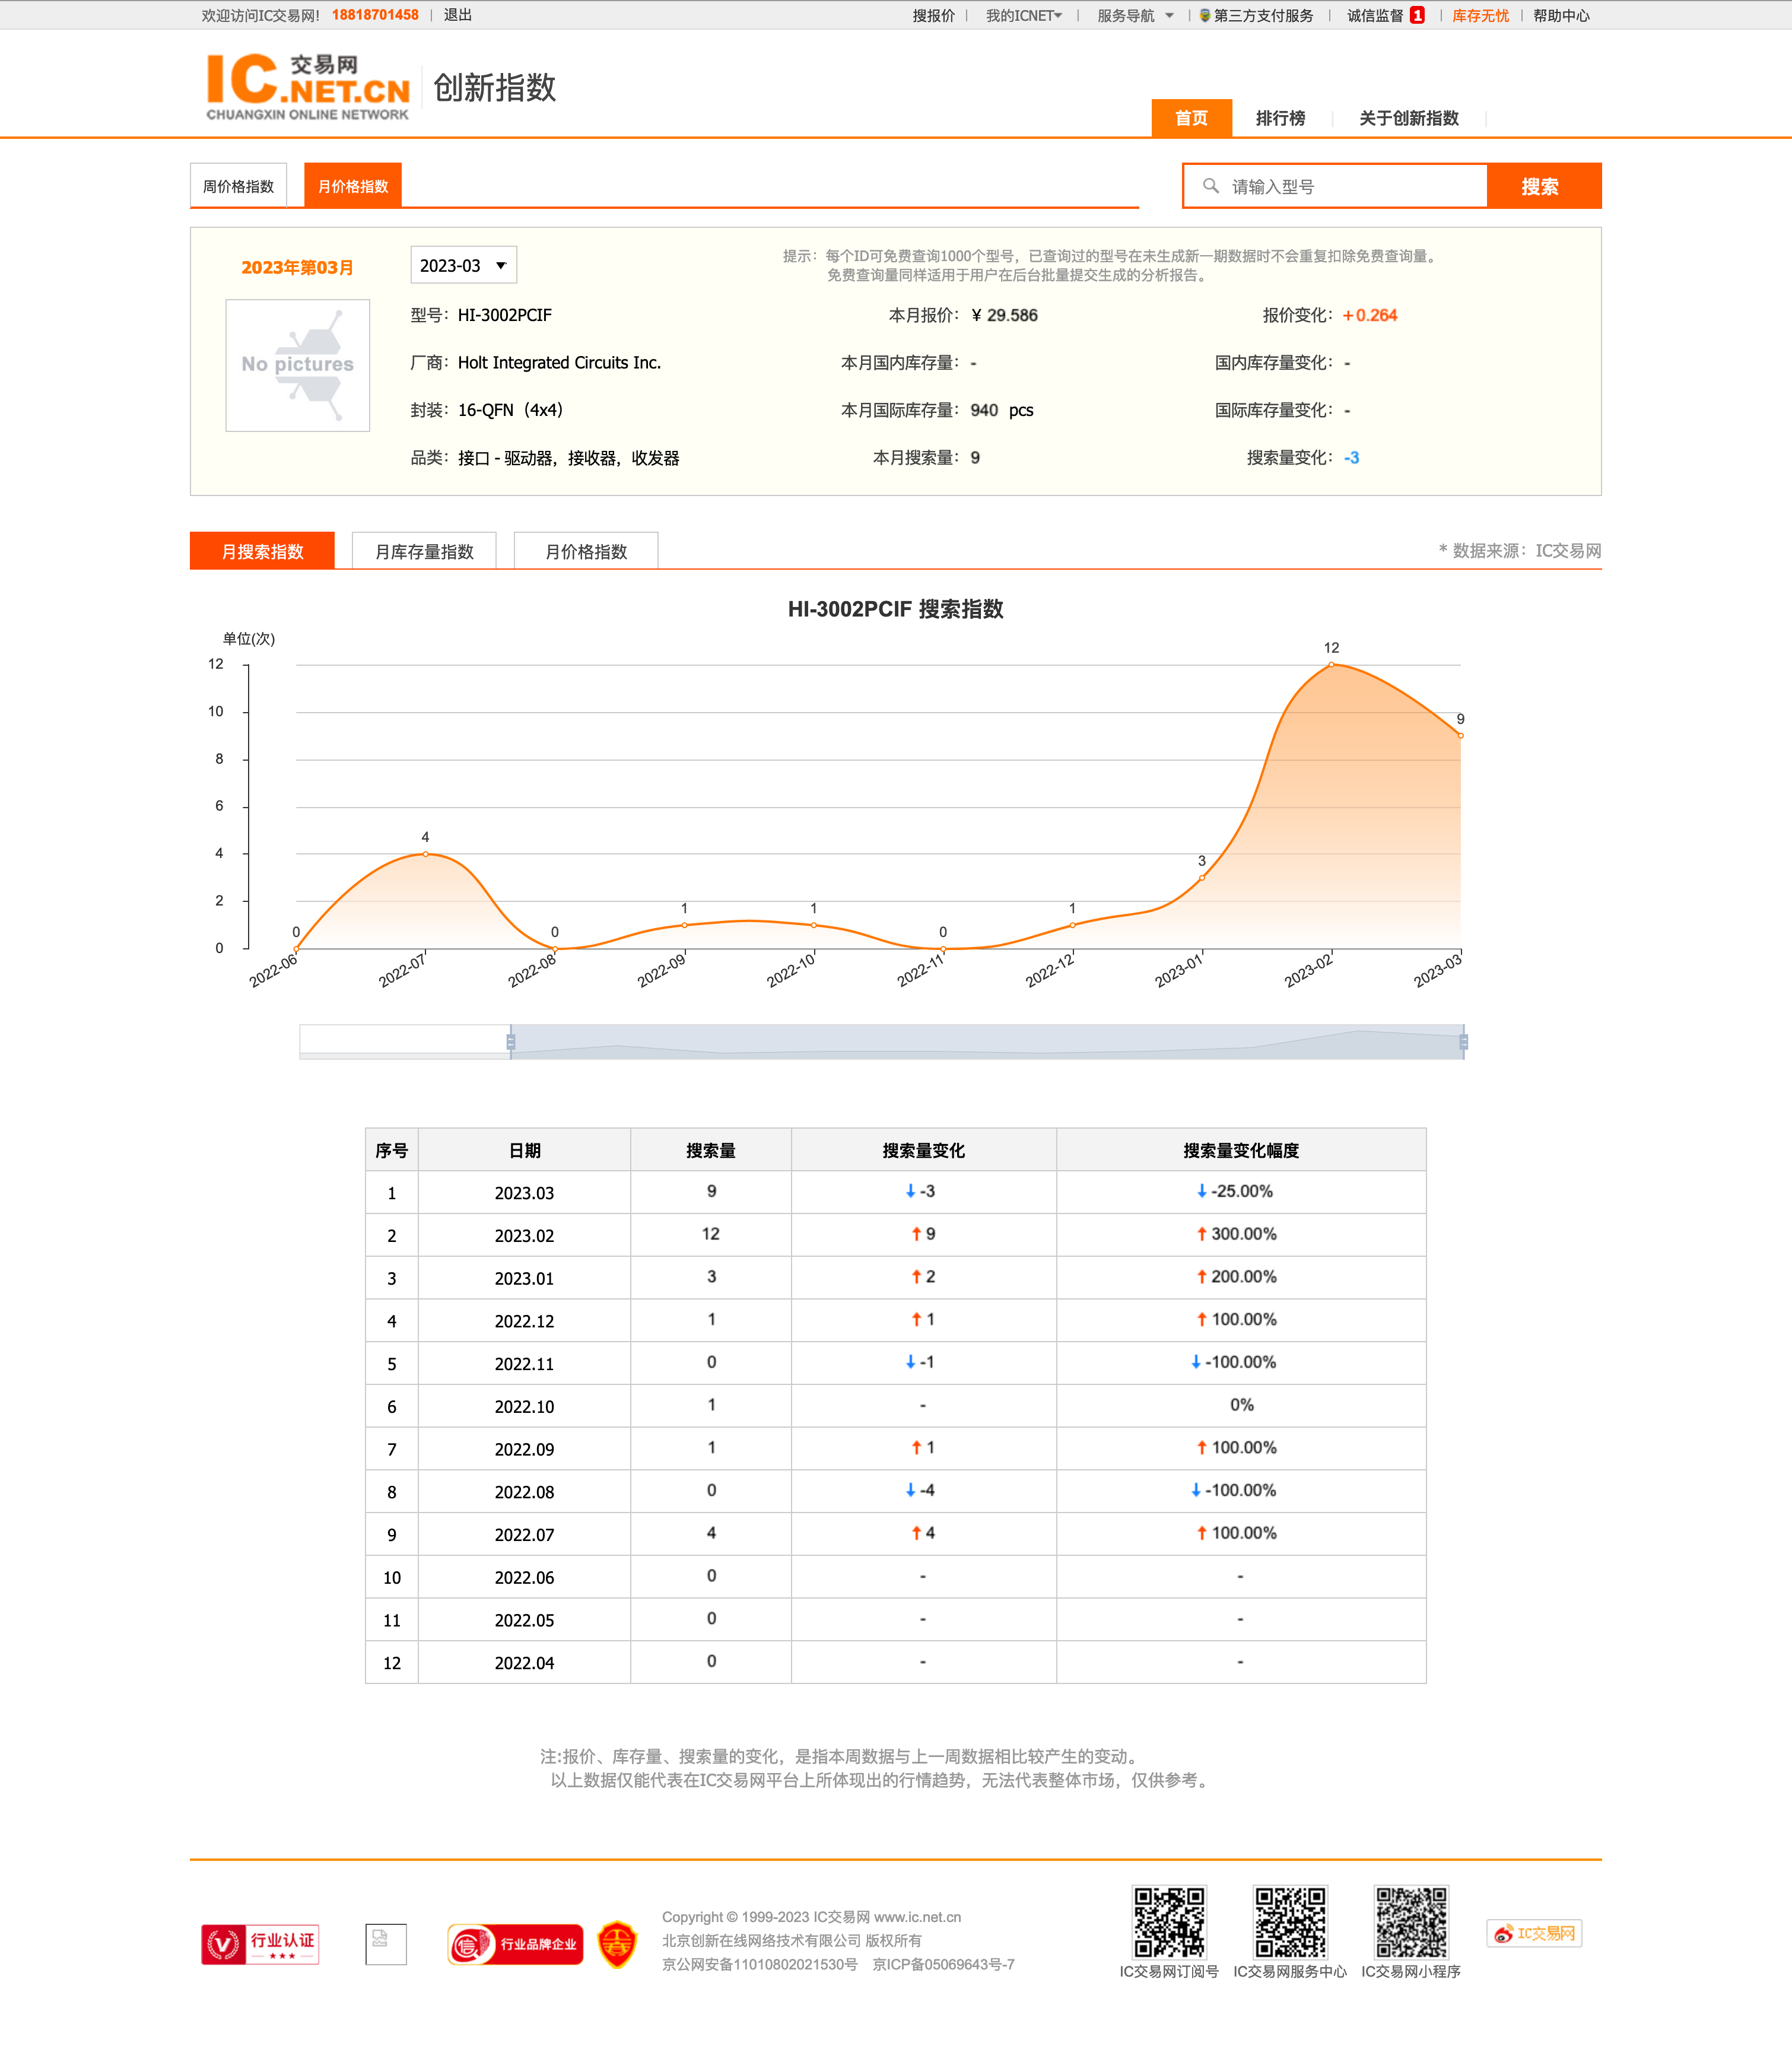 欢迎访问IC交易网! 18818701458 | 退出
搜报价 | 我的ICNET | 服务导航 | 第三方支付服务 | 诚信监督 1 | 库存无忧 | 帮助中心
IC交易网
.NET.CN
CHUANGXIN ONLINE NETWORK
创新指数
首页 排行榜 关于创新指数
周价格指数 月价格指数
请输入型号 搜索
2023年第03月 2023-03
提示：每个ID可免费查询1000个型号，已查询过的型号在未生成新一期数据时不会重复扣除免费查询量。
免费查询量同样适用于用户在后台批量提交生成的分析报告。
No pictures
型号：HI-3002PCIF 本月报价：￥ 29.586 报价变化：+0.264
厂商：Holt Integrated Circuits Inc. 本月国内库存量：- 国内库存量变化：-
封装：16-QFN（4x4） 本月国际库存量：940 pcs 国际库存量变化：-
品类：接口 - 驱动器，接收器，收发器 本月搜索量：9 搜索量变化：-3
月搜索指数 月库存量指数 月价格指数 * 数据来源：IC交易网
HI-3002PCIF 搜索指数
单位(次)
12
10
8
6
4
2
0
0 4 0 1 1 0 1 3 12 9
2022-06 2022-07 2022-08 2022-09 2022-10 2022-11 2022-12 2023-01 2023-02 2023-03
序号 日期 搜索量 搜索量变化 搜索量变化幅度
1 2023.03 9 ↓ -3 ↓ -25.00%
2 2023.02 12 ↑ 9 ↑ 300.00%
3 2023.01 3 ↑ 2 ↑ 200.00%
4 2022.12 1 ↑ 1 ↑ 100.00%
5 2022.11 0 ↓ -1 ↓ -100.00%
6 2022.10 1 - 0%
7 2022.09 1 ↑ 1 ↑ 100.00%
8 2022.08 0 ↓ -4 ↓ -100.00%
9 2022.07 4 ↑ 4 ↑ 100.00%
10 2022.06 0 - -
11 2022.05 0 - -
12 2022.04 0 - -
注:报价、库存量、搜索量的变化，是指本周数据与上一周数据相比较产生的变动。
以上数据仅能代表在IC交易网平台上所体现出的行情趋势，无法代表整体市场，仅供参考。
行业认证
信 行业品牌企业
Copyright © 1999-2023 IC交易网 www.ic.net.cn
北京创新在线网络技术有限公司 版权所有
京公网安备11010802021530号 京ICP备05069643号-7
IC交易网订阅号 IC交易网服务中心 IC交易网小程序
IC交易网